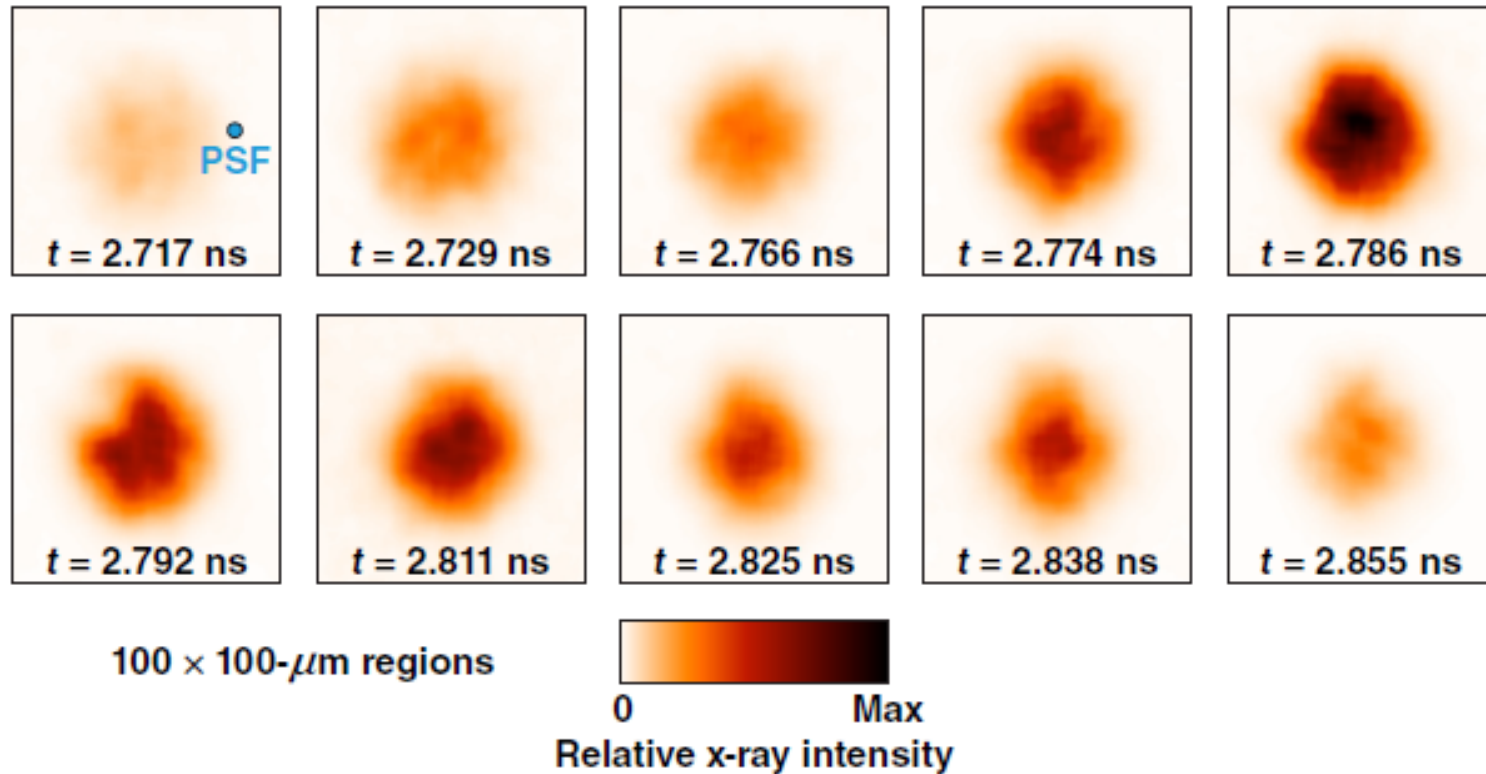 PSF
t = 2.717 ns
t = 2.729 ns
t = 2.766 ns
t = 2.774 ns
t = 2.786 ns
t = 2.792 ns
t = 2.811 ns
t = 2.825 ns
t = 2.838 ns
t = 2.855 ns
100 × 100-μm regions
0
Max
Relative x-ray intensity